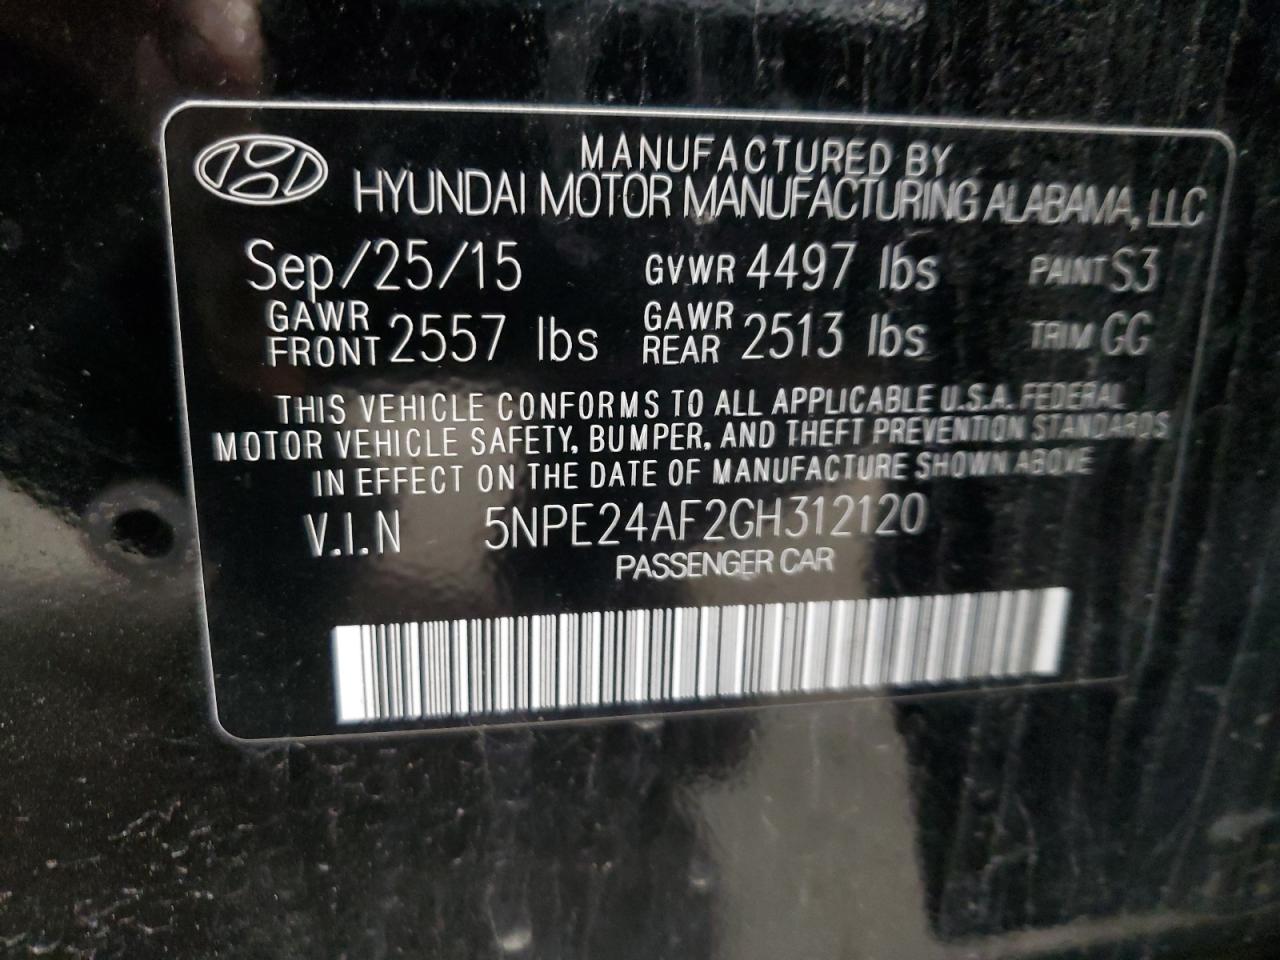 MANUFACTURED BY
HYUNDAI MOTOR MANUFACTURING ALABAMA, LLC
Sep/25/15 GVWR 4497 lbs PAINT S3
GAWR FRONT 2557 lbs GAWR REAR 2513 lbs TRIM GG
THIS VEHICLE CONFORMS TO ALL APPLICABLE U.S.A. FEDERAL
MOTOR VEHICLE SAFETY, BUMPER, AND THEFT PREVENTION STANDARDS
IN EFFECT ON THE DATE OF MANUFACTURE SHOWN ABOVE
V.I.N 5NPE24AF2GH312120
PASSENGER CAR